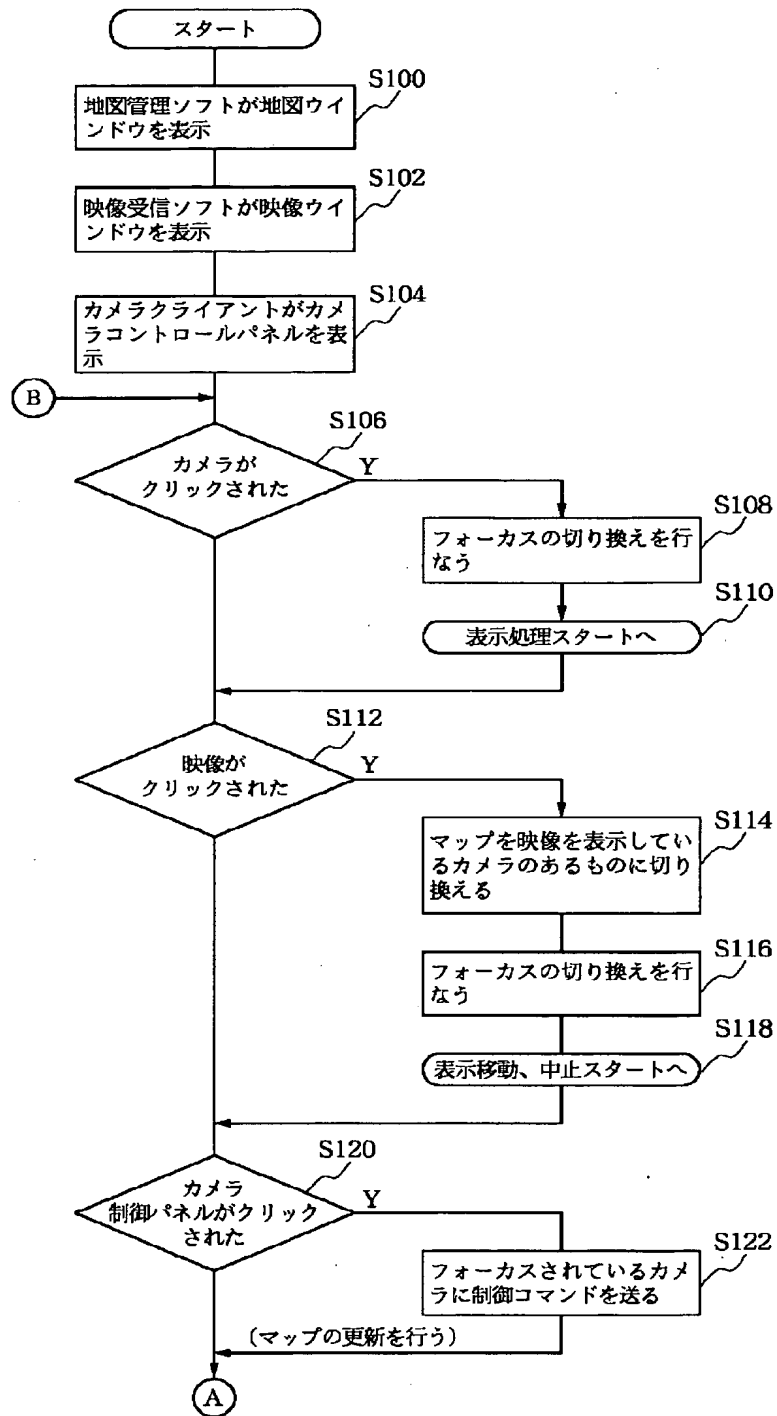 スタート
S100
地図管理ソフトが地図ウイ
ンドウを表示
S102
映像受信ソフトが映像ウイ
ンドウを表示
S104
カメラクライアントがカメ
ラコントロールパネルを表
示
B
S106
カメラが
クリックされた
Y
S108
フォーカスの切り換えを行
なう
S110
表示処理スタートへ
S112
映像が
クリックされた
Y
S114
マップを映像を表示してい
るカメラのあるものに切り
換える
S116
フォーカスの切り換えを行
なう
S118
表示移動、中止スタートへ
S120
カメラ
制御パネルがクリック
された
Y
S122
フォーカスされているカメ
ラに制御コマンドを送る
(マップの更新を行う)
A